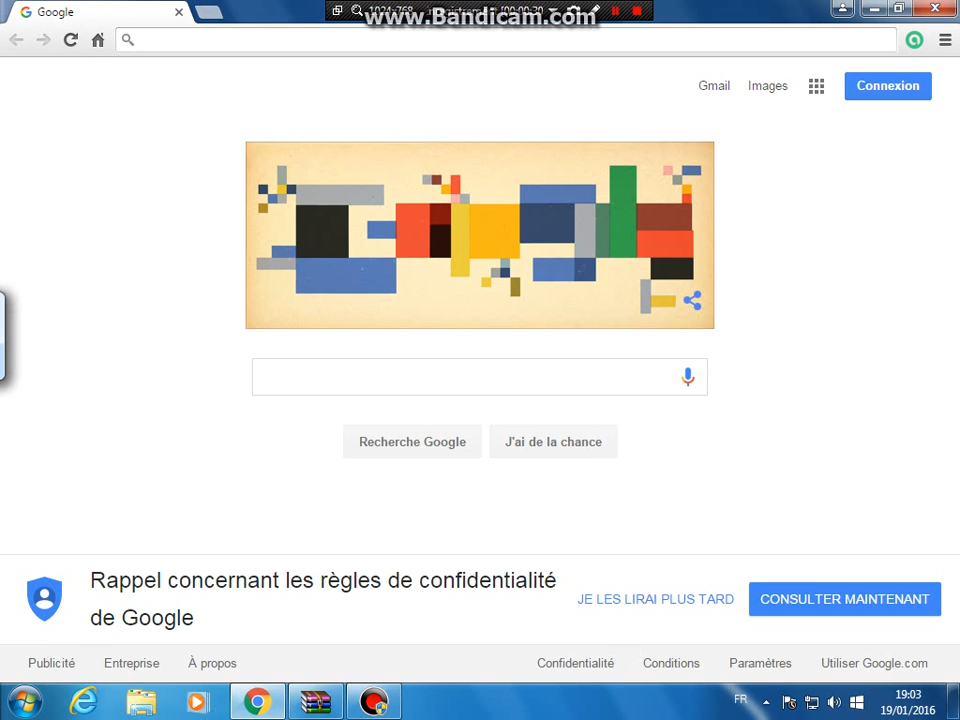 Google
www.Bandicam.com
Gmail
Images
Connexion
Recherche Google
J'ai de la chance
Rappel concernant les règles de confidentialité
de Google
JE LES LIRAI PLUS TARD
CONSULTER MAINTENANT
Publicité
Entreprise
À propos
Confidentialité
Conditions
Paramètres
Utiliser Google.com
FR
19:03
19/01/2016